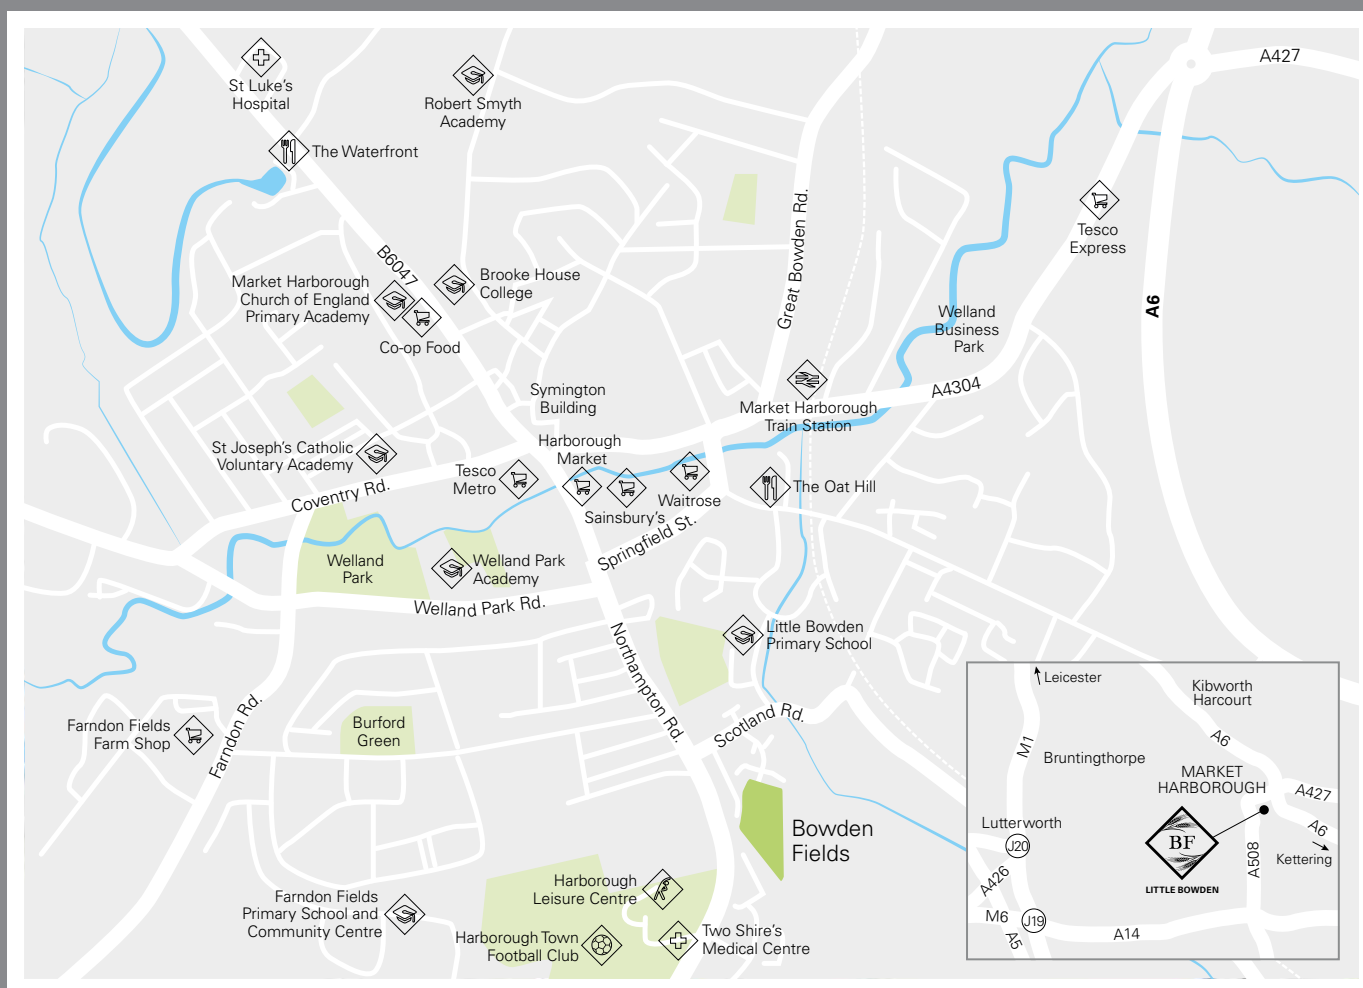 A427
St Luke's
Hospital
Robert Smyth
Academy
The Waterfront
Tesco
Express
Great Bowden Rd.
B6047
Brooke House
College
Market Harborough
Church of England
Primary Academy
Co-op Food
A6
Welland
Business
Park
A4304
Market Harborough
Train Station
Symington
Building
Harborough
Market
St Joseph's Catholic
Voluntary Academy
Tesco
Metro
Waitrose
Sainsbury's
The Oat Hill
Coventry Rd.
Springfield St.
Welland
Park
Welland Park
Academy
Welland Park Rd.
Little Bowden
Primary School
Northampton Rd.
Scotland Rd.
Farndon Rd.
Farndon Fields
Farm Shop
Burford
Green
Bowden
Fields
Harborough
Leisure Centre
Farndon Fields
Primary School and
Community Centre
Harborough Town
Football Club
Two Shire's
Medical Centre
Leicester
Kibworth
Harcourt
M1
A6
Bruntingthorpe
MARKET
HARBOROUGH
A427
Lutterworth
J20
BF
A6
Kettering
A508
A426
LITTLE BOWDEN
M6
J19
A5
A14